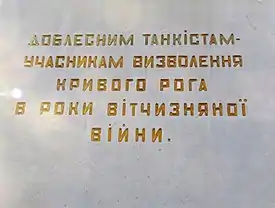 ДОБЛЕСНИМ ТАНКІСТАМ-
УЧАСНИКАМ ВИЗВОЛЕННЯ
КРИВОГО РОГА
В РОКИ ВІТЧИЗНЯНОЇ
ВІЙНИ.